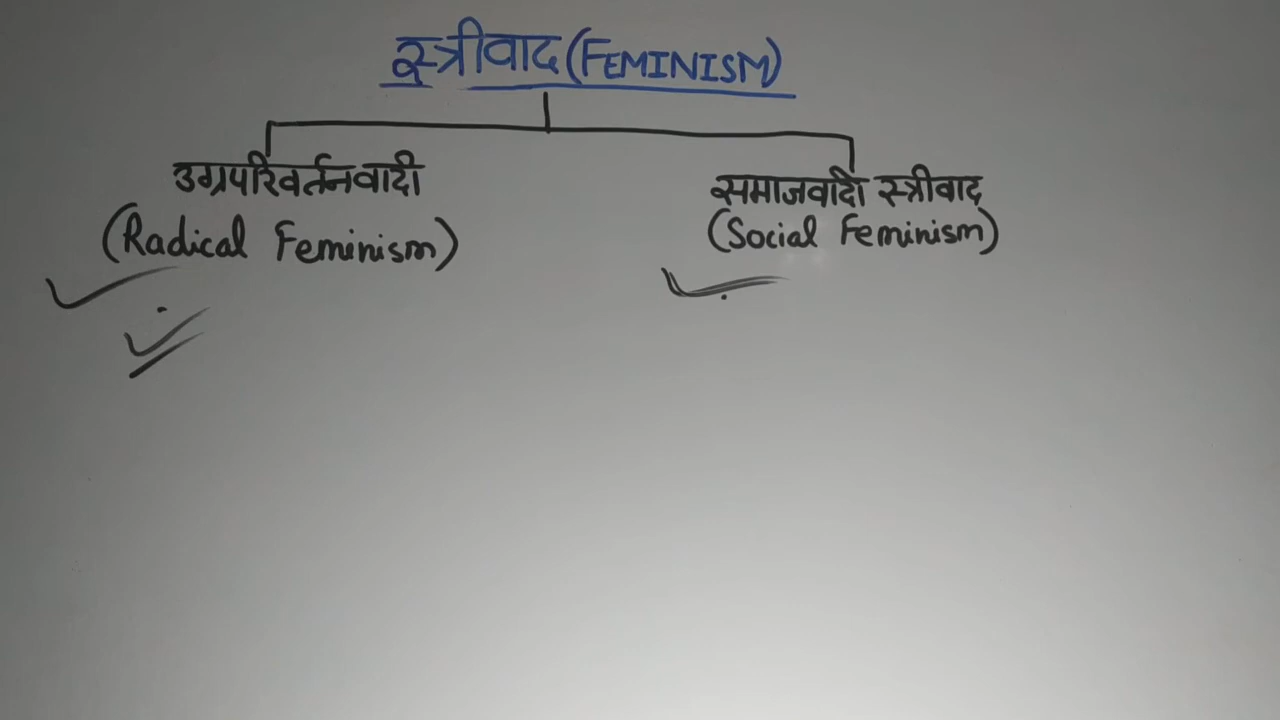 स्त्रीवाद (FEMINISM)
उग्रपरिवर्तनवादी
(Radical Feminism)
समाजवादी स्त्रीवाद
(Social Feminism)